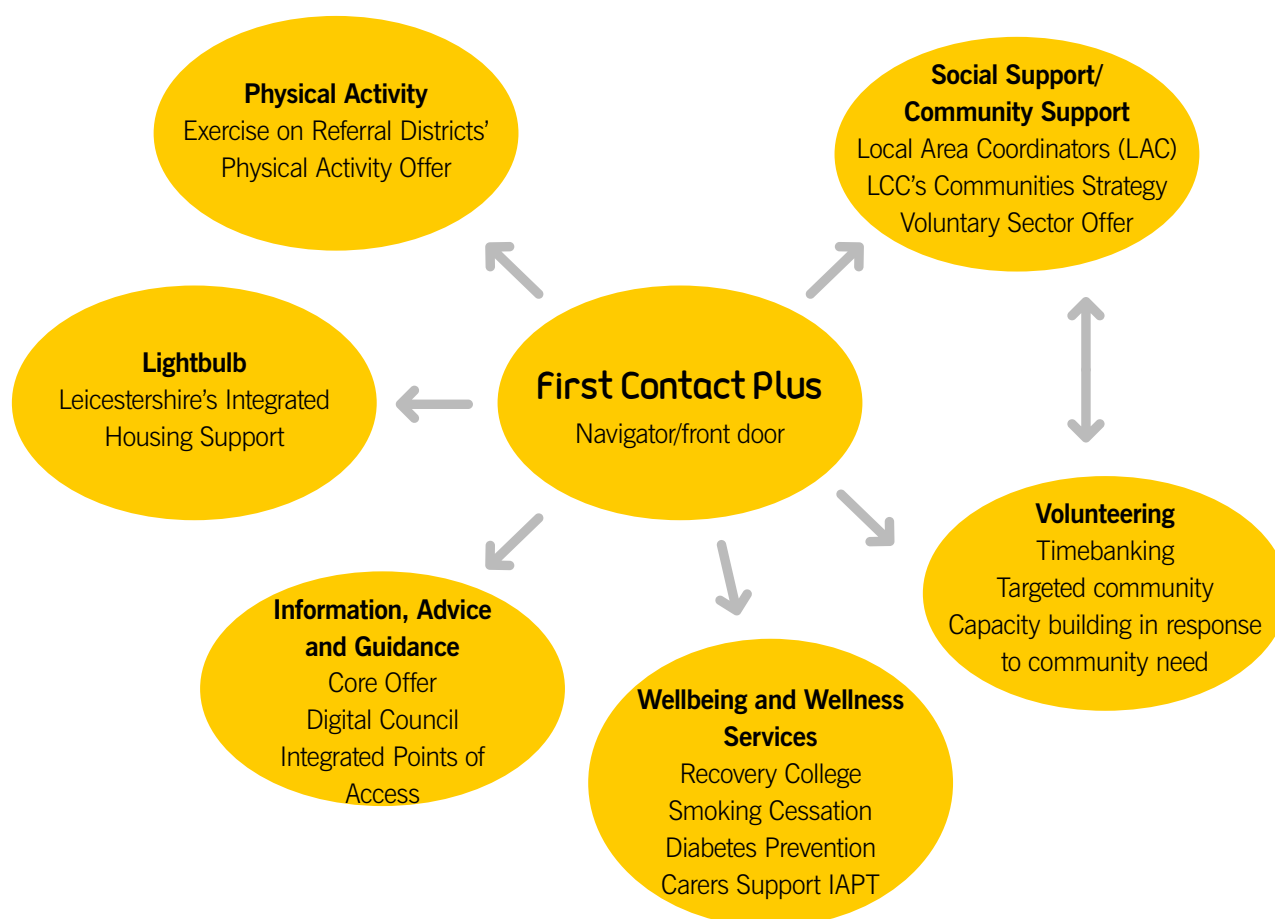 Physical Activity
Exercise on Referral Districts’
Physical Activity Offer
Social Support/
Community Support
Local Area Coordinators (LAC)
LCC’s Communities Strategy
Voluntary Sector Offer
Lightbulb
Leicestershire’s Integrated
Housing Support
First Contact Plus
Navigator/front door
Volunteering
Timebanking
Targeted community
Capacity building in response
to community need
Information, Advice
and Guidance
Core Offer
Digital Council
Integrated Points of
Access
Wellbeing and Wellness
Services
Recovery College
Smoking Cessation
Diabetes Prevention
Carers Support IAPT